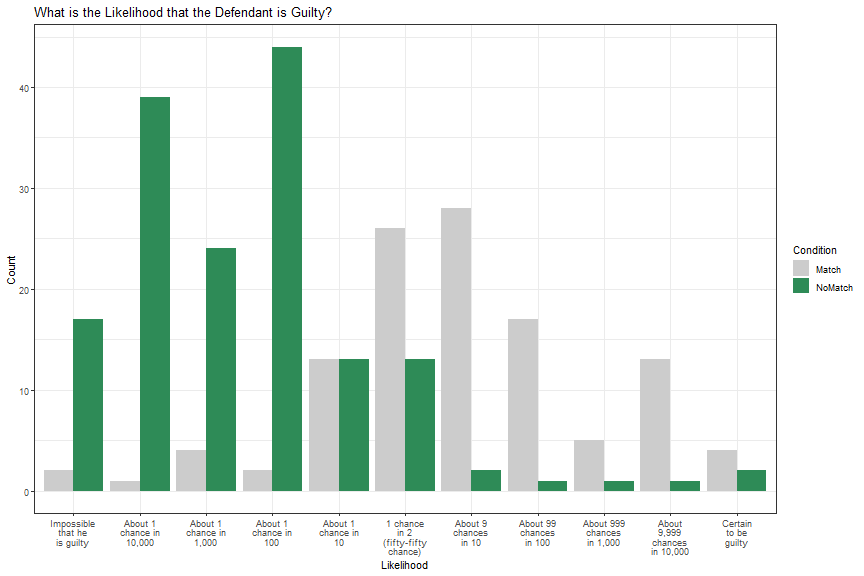 What is the Likelihood that the Defendant is Guilty?
Count
40
30
20
10
0
Impossible
that he
is guilty
About 1
chance in
10,000
About 1
chance in
1,000
About 1
chance in
100
About 1
chance in
10
1 chance
in 2
(fifty-fifty
chance)
About 9
chances
in 10
About 99
chances
in 100
About 999
chances
in 1,000
About
9,999
chances
in 10,000
Certain
to be
guilty
Likelihood
Condition
Match
NoMatch